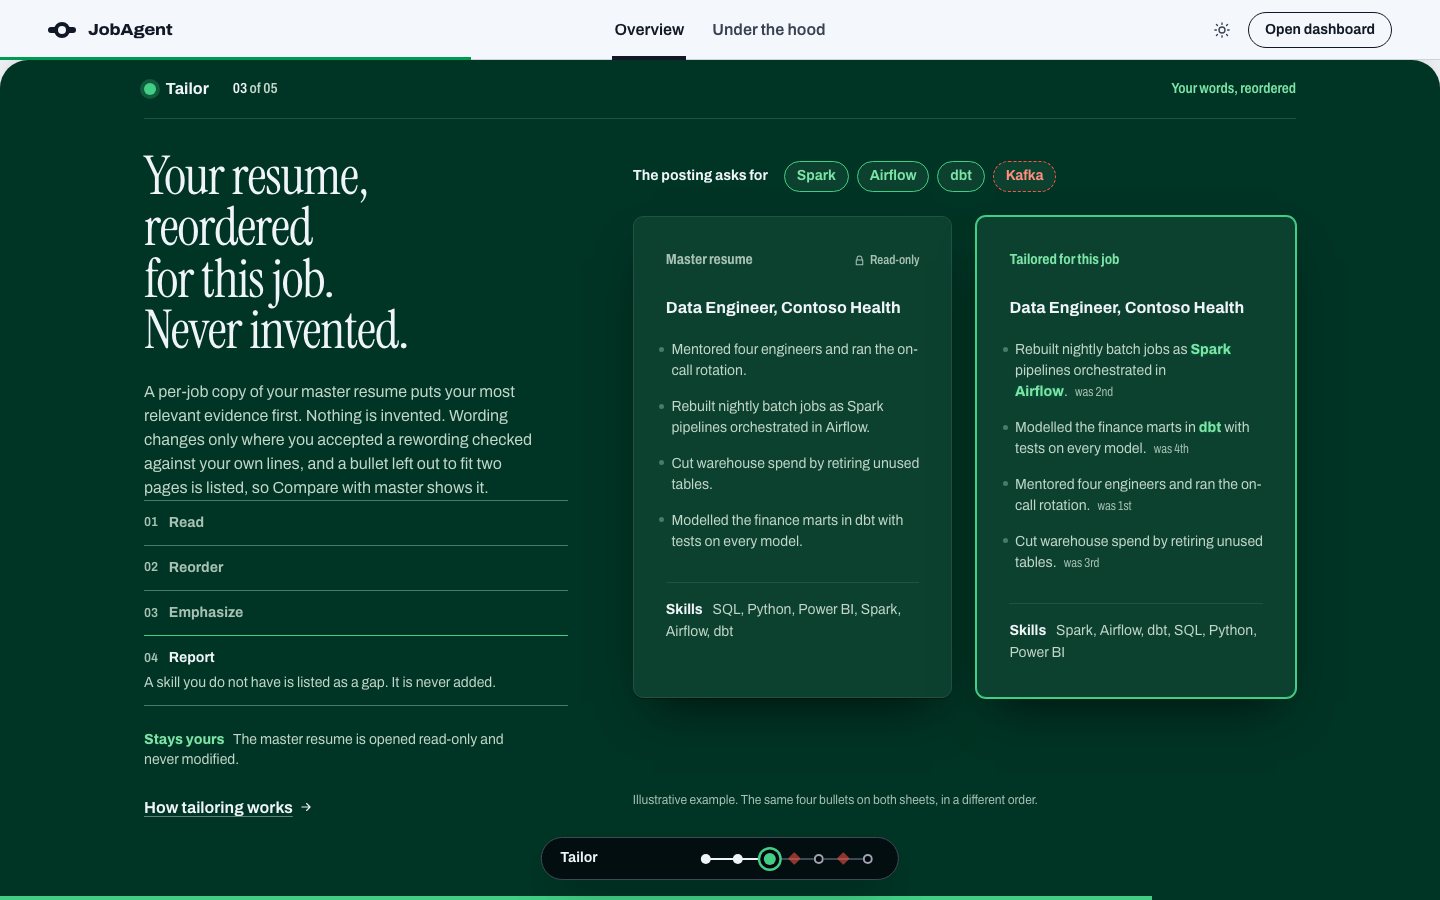 JobAgent
Overview
Under the hood
Open dashboard
Tailor
03 of 05
Your words, reordered
Your resume,
reordered
for this job.
Never invented.
A per-job copy of your master resume puts your most
relevant evidence first. Nothing is invented. Wording
changes only where you accepted a rewording checked
against your own lines, and a bullet left out to fit two
pages is listed, so Compare with master shows it.
01 Read
02 Reorder
03 Emphasize
04 Report
A skill you do not have is listed as a gap. It is never added.
Stays yours The master resume is opened read-only and
never modified.
How tailoring works →
The posting asks for
Spark
Airflow
dbt
Kafka
Master resume
Read-only
Data Engineer, Contoso Health
Mentored four engineers and ran the on-
call rotation.
Rebuilt nightly batch jobs as Spark
pipelines orchestrated in Airflow.
Cut warehouse spend by retiring unused
tables.
Modelled the finance marts in dbt with
tests on every model.
Skills SQL, Python, Power BI, Spark,
Airflow, dbt
Tailored for this job
Data Engineer, Contoso Health
Rebuilt nightly batch jobs as Spark
pipelines orchestrated in
Airflow. was 2nd
Modelled the finance marts in dbt with
tests on every model. was 4th
Mentored four engineers and ran the on-
call rotation. was 1st
Cut warehouse spend by retiring unused
tables. was 3rd
Skills Spark, Airflow, dbt, SQL, Python,
Power BI
Illustrative example. The same four bullets on both sheets, in a different order.
Tailor